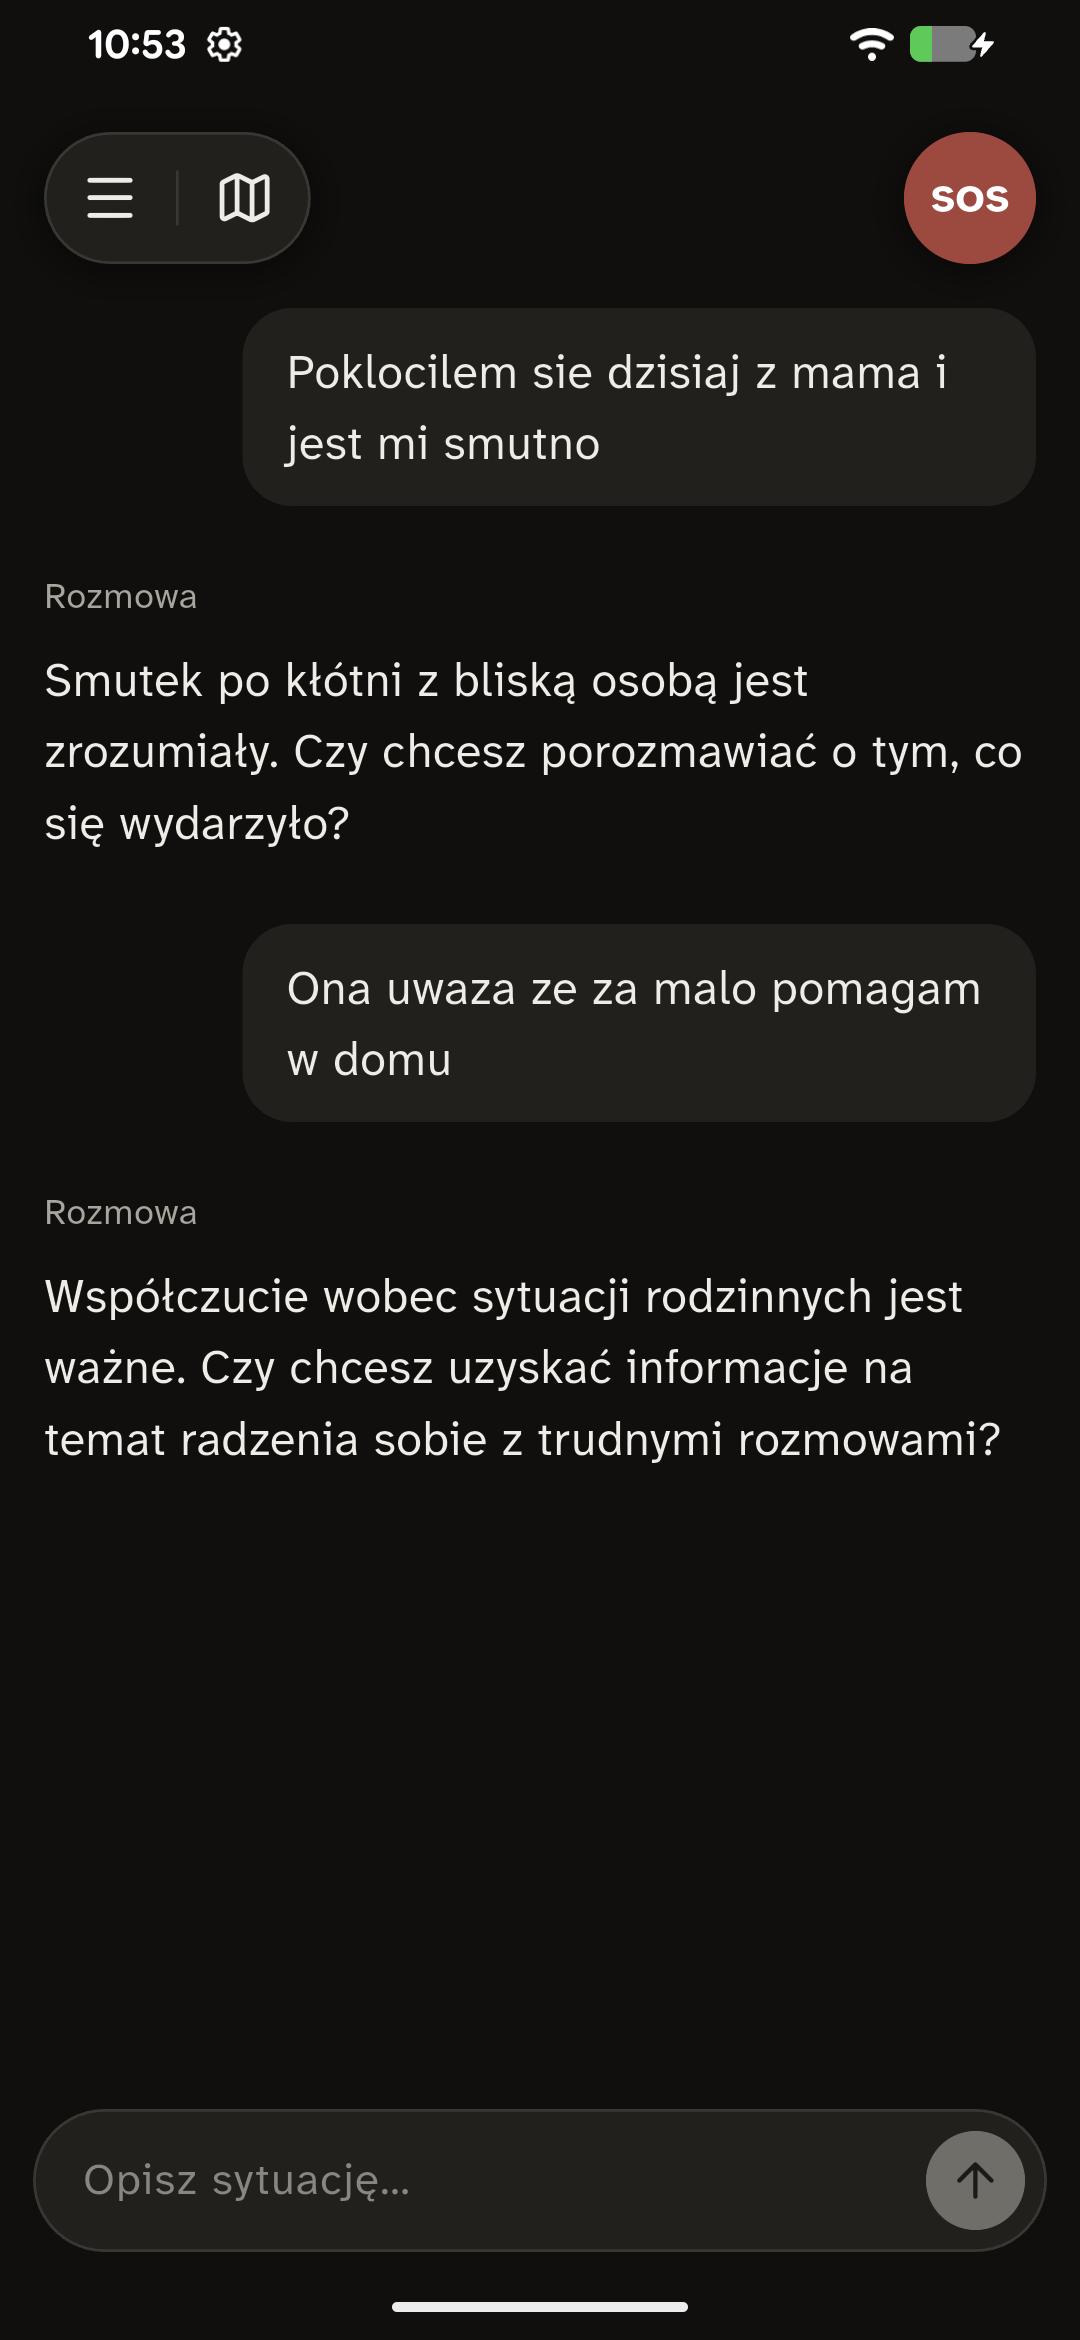 10:53
SOS
Poklocilem sie dzisiaj z mama i
jest mi smutno
Rozmowa
Smutek po kłótni z bliską osobą jest
zrozumiały. Czy chcesz porozmawiać o tym, co
się wydarzyło?
Ona uwaza ze za malo pomagam
w domu
Rozmowa
Współczucie wobec sytuacji rodzinnych jest
ważne. Czy chcesz uzyskać informacje na
temat radzenia sobie z trudnymi rozmowami?
Opisz sytuację...